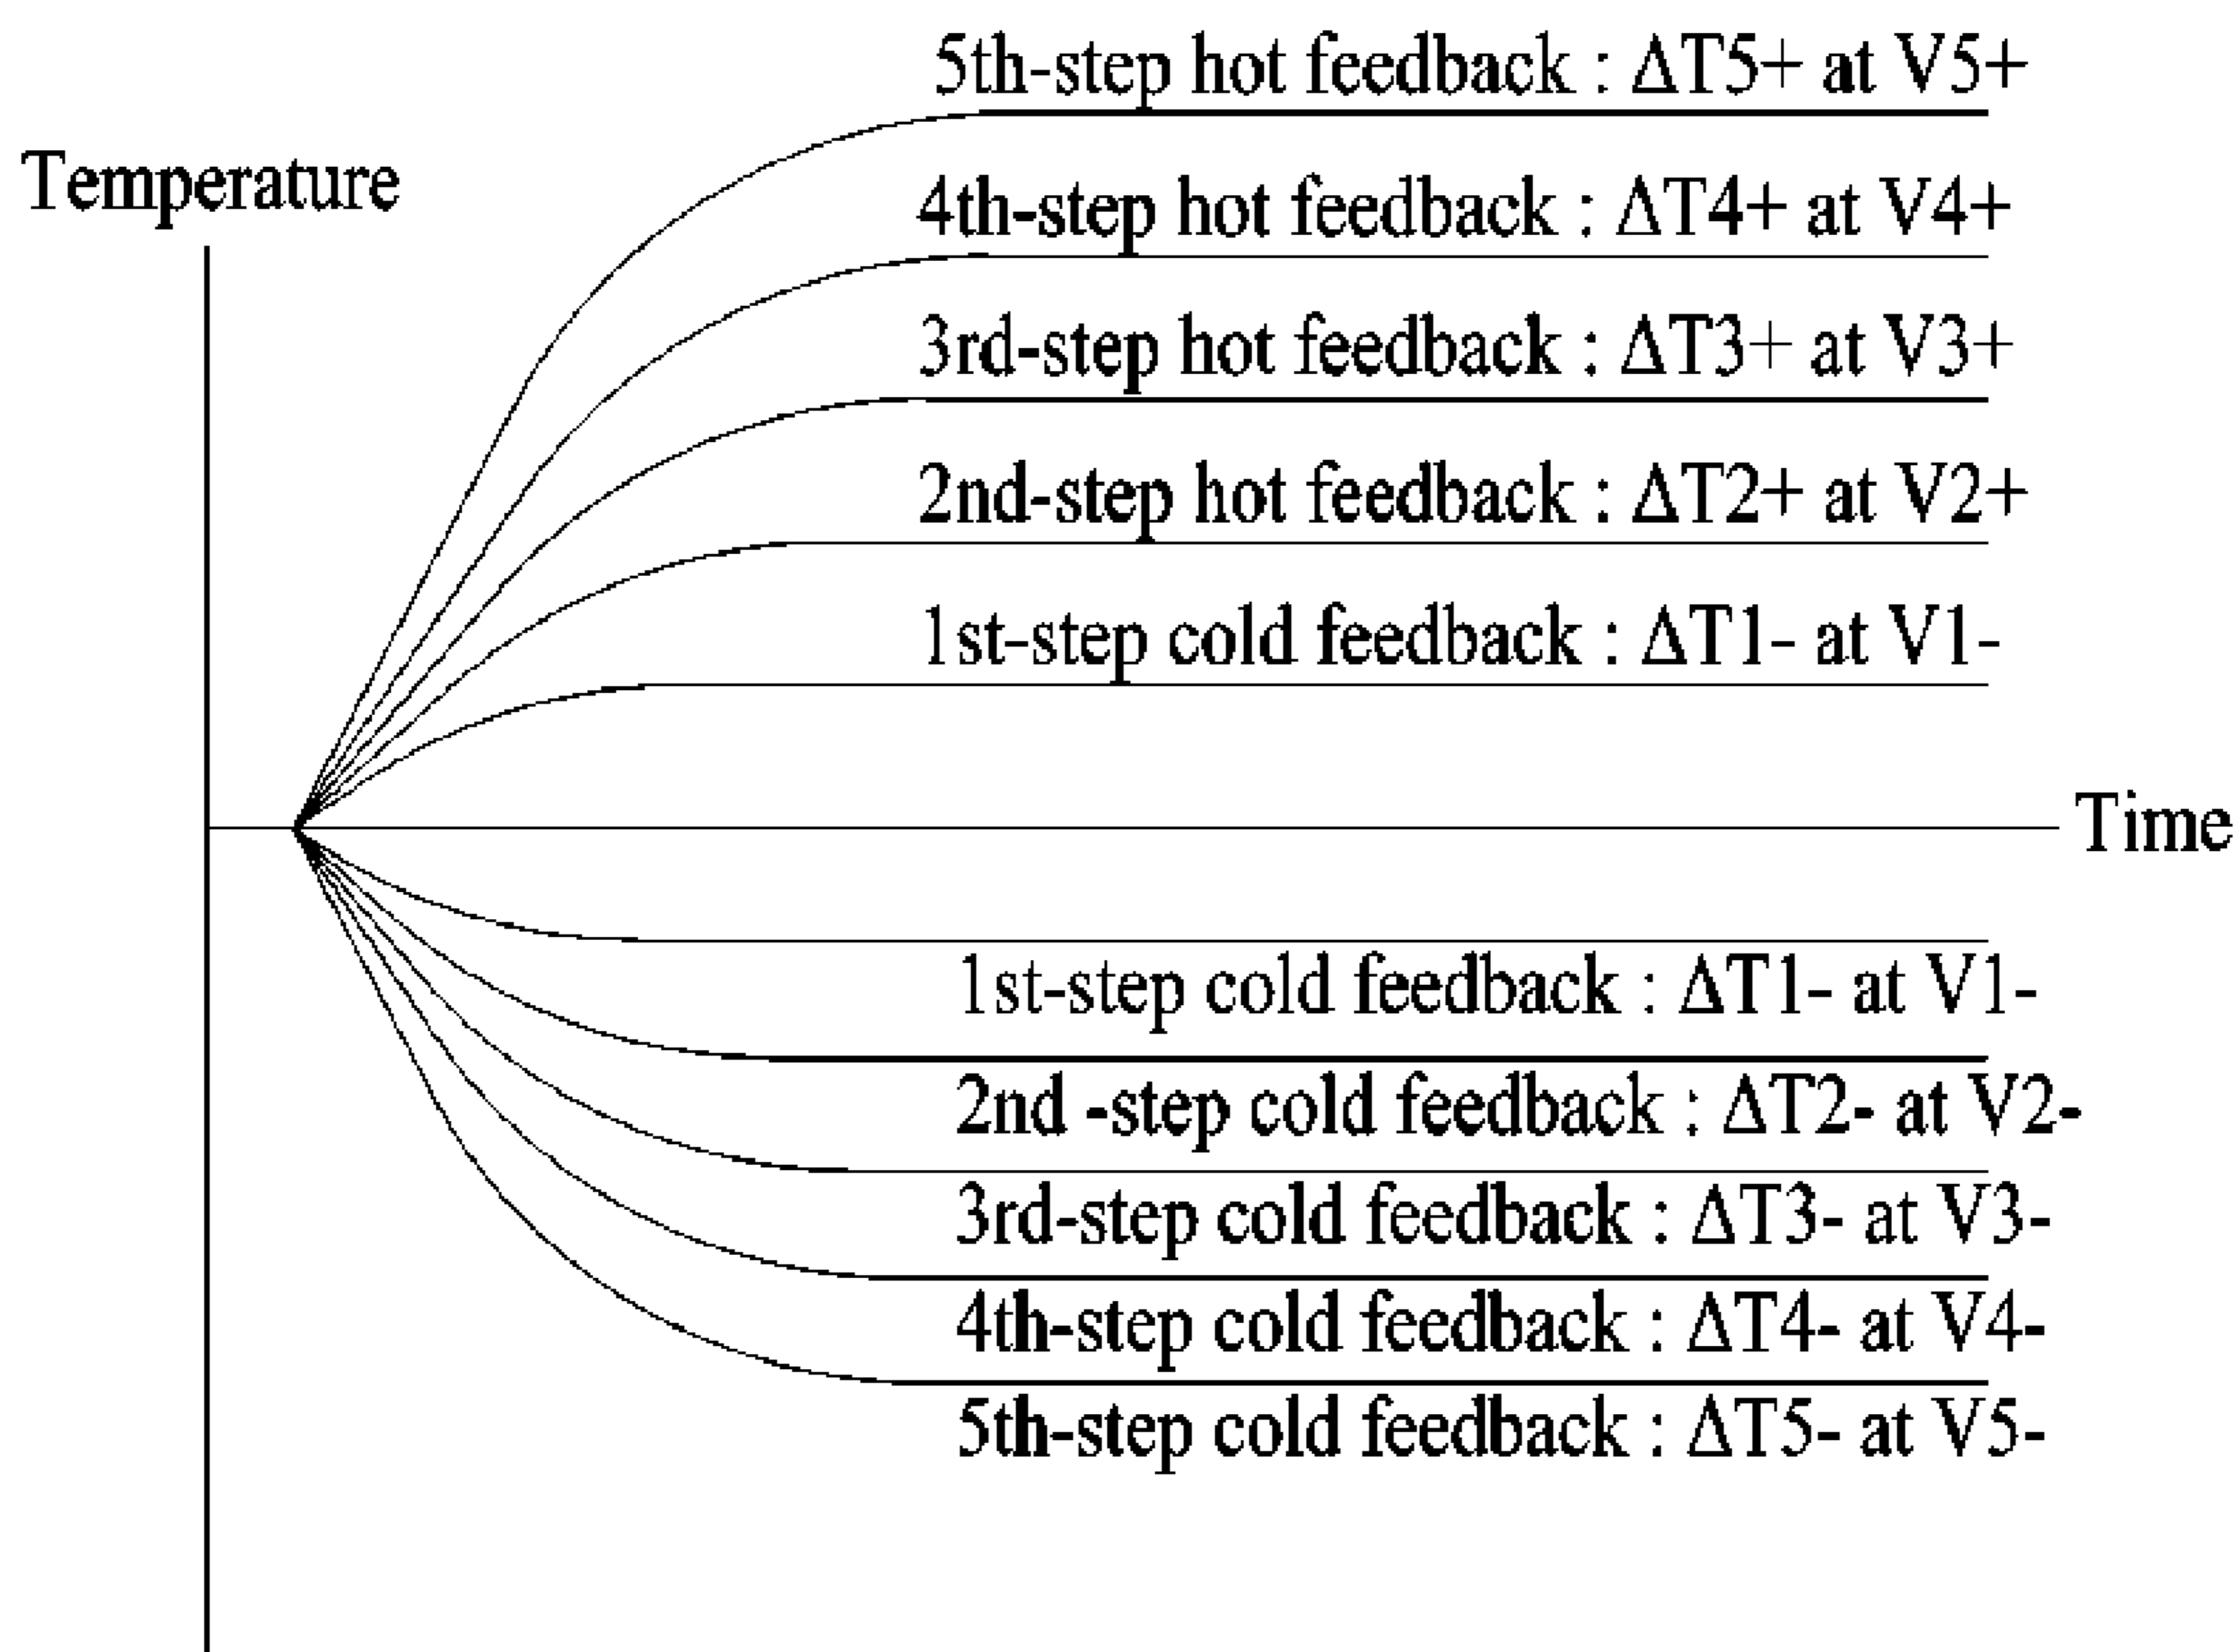 5th-step hot feedback : ΔT5+ at V5+
Temperature
4th-step hot feedback : ΔT4+ at V4+
3rd-step hot feedback : ΔT3+ at V3+
2nd-step hot feedback : ΔT2+ at V2+
1st-step cold feedback : ΔT1- at V1-
Time
1st-step cold feedback : ΔT1- at V1-
2nd -step cold feedback : ΔT2- at V2-
3rd-step cold feedback : ΔT3- at V3-
4th-step cold feedback : ΔT4- at V4-
5th-step cold feedback : ΔT5- at V5-